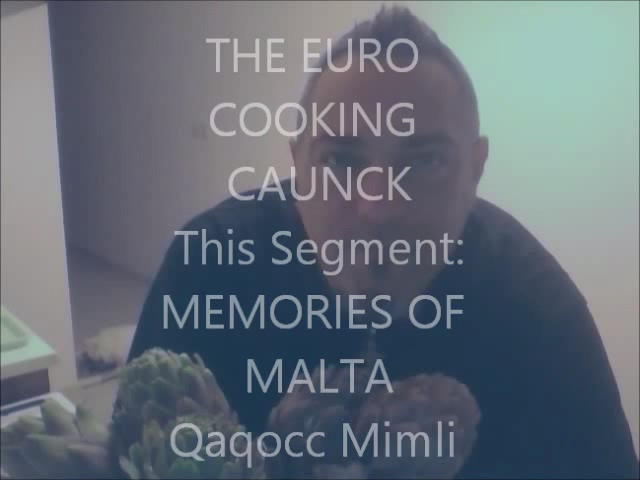 THE EURO
COOKING
CAUNCK
This Segment:
MEMORIES OF
MALTA
Qaqocc Mimli